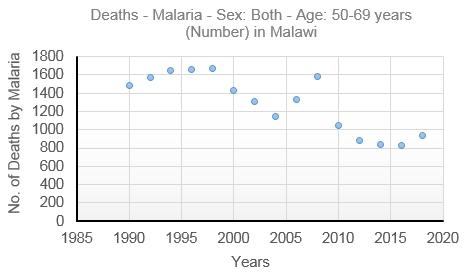 Deaths - Malaria - Sex: Both - Age: 50-69 years
(Number) in Malawi
No. of Deaths by Malaria
1800
1600
1400
1200
1000
800
600
400
200
0
1985 1990 1995 2000 2005 2010 2015 2020
Years